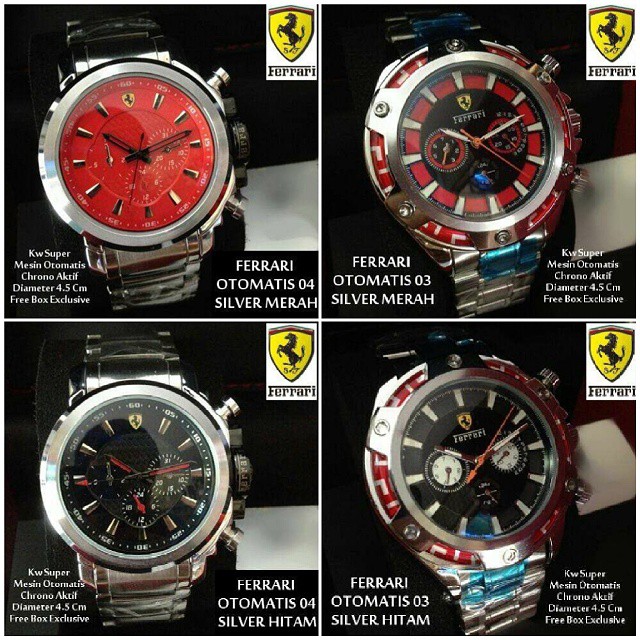 Ferrari
Kw Super
Mesin Otomatis
Chrono Aktif
Diameter 4.5 Cm
Free Box Exclusive
FERRARI
OTOMATIS 04
SILVER MERAH
Ferrari
Ferrari
FERRARI
OTOMATIS 03
SILVER MERAH
Kw Super
Mesin Otomatis
Chrono Aktif
Diameter 4.5 Cm
Free Box Exclusive
Ferrari
Kw Super
Mesin Otomatis
Chrono Aktif
Diameter 4.5 Cm
Free Box Exclusive
FERRARI
OTOMATIS 04
SILVER HITAM
Ferrari
Ferrari
FERRARI
OTOMATIS 03
SILVER HITAM
Kw Super
Mesin Otomatis
Chrono Aktif
Diameter 4.5 Cm
Free Box Exclusive